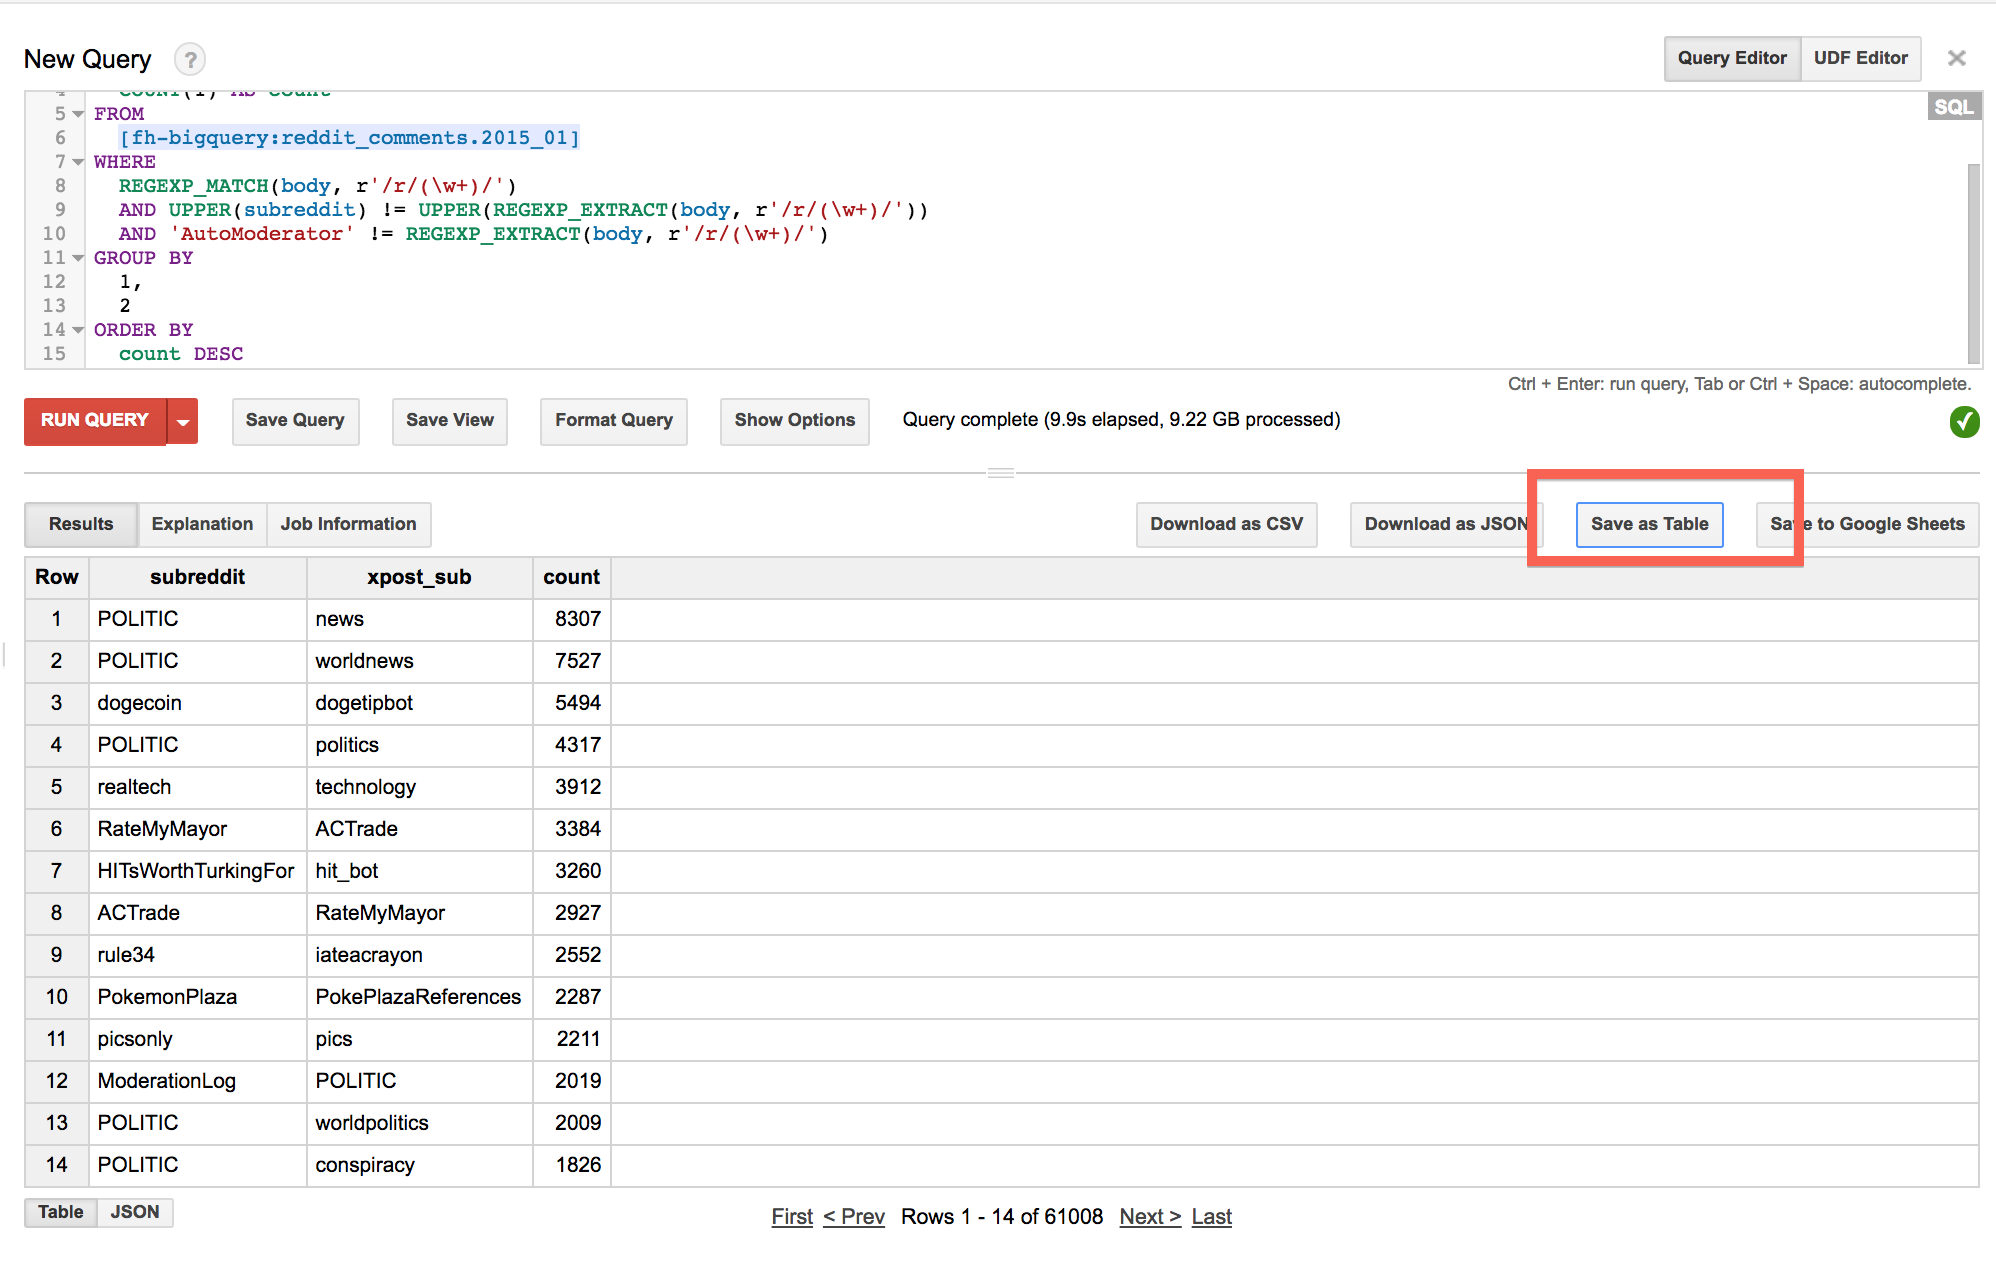 New Query ?
Query Editor UDF Editor ×
SQL
4 COUNT(1) AS count
5 FROM
6 [fh-bigquery:reddit_comments.2015_01]
7 WHERE
8 REGEXP_MATCH(body, r'/r/(\w+)/')
9 AND UPPER(subreddit) != UPPER(REGEXP_EXTRACT(body, r'/r/(\w+)/'))
10 AND 'AutoModerator' != REGEXP_EXTRACT(body, r'/r/(\w+)/')
11 GROUP BY
12 1,
13 2
14 ORDER BY
15 count DESC
Ctrl + Enter: run query, Tab or Ctrl + Space: autocomplete.
RUN QUERY Save Query Save View Format Query Show Options Query complete (9.9s elapsed, 9.22 GB processed)
Results Explanation Job Information Download as CSV Download as JSON Save as Table Save to Google Sheets
Row subreddit xpost_sub count
1 POLITIC news 8307
2 POLITIC worldnews 7527
3 dogecoin dogetipbot 5494
4 POLITIC politics 4317
5 realtech technology 3912
6 RateMyMayor ACTrade 3384
7 HITsWorthTurkingFor hit_bot 3260
8 ACTrade RateMyMayor 2927
9 rule34 iateacrayon 2552
10 PokemonPlaza PokePlazaReferences 2287
11 picsonly pics 2211
12 ModerationLog POLITIC 2019
13 POLITIC worldpolitics 2009
14 POLITIC conspiracy 1826
Table JSON
First < Prev Rows 1 - 14 of 61008 Next > Last